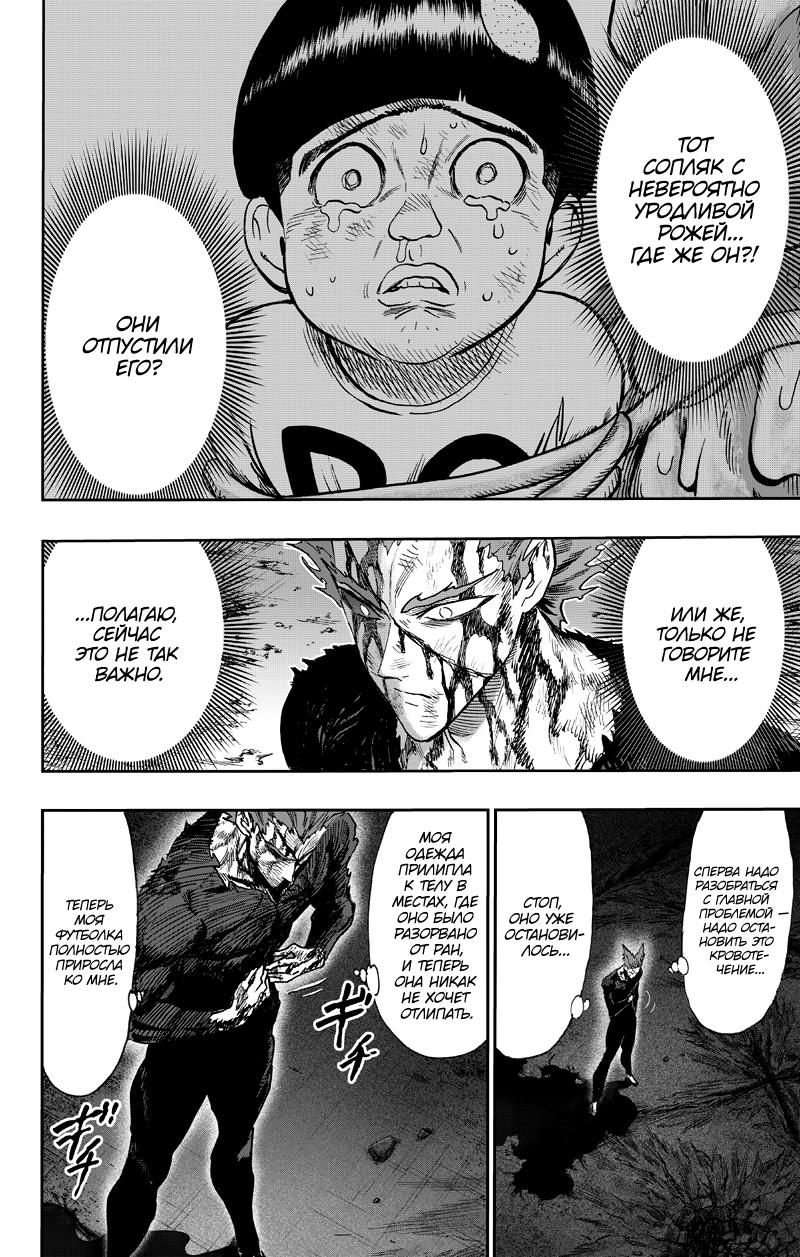 ТОТ
СОПЛЯК С
НЕВЕРОЯТНО
УРОДЛИВОЙ
РОЖЕЙ...
ГДЕ ЖЕ ОН?!
ОНИ
ОТПУСТИЛИ
ЕГО?
ИЛИ ЖЕ,
ТОЛЬКО НЕ
ГОВОРИТЕ
МНЕ...
...ПОЛАГАЮ,
СЕЙЧАС
ЭТО НЕ ТАК
ВАЖНО.
СПЕРВА НАДО
РАЗОБРАТЬСЯ
С ГЛАВНОЙ
ПРОБЛЕМОЙ —
НАДО ОСТА-
НОВИТЬ ЭТО
КРОВОТЕ-
ЧЕНИЕ...
СТОП,
ОНО УЖЕ
ОСТАНОВИ-
ЛОСЬ...
МОЯ
ОДЕЖДА
ПРИЛИПЛА
К ТЕЛУ В
МЕСТАХ, ГДЕ
ОНО БЫЛО
РАЗОРВАНО
ОТ РАН,
И ТЕПЕРЬ
ОНА НИКАК
НЕ ХОЧЕТ
ОТЛИПАТЬ.
ギチ
ТЕПЕРЬ
МОЯ
ФУТБОЛКА
ПОЛНОСТЬЮ
ПРИРОСЛА
КО МНЕ.
ギチ